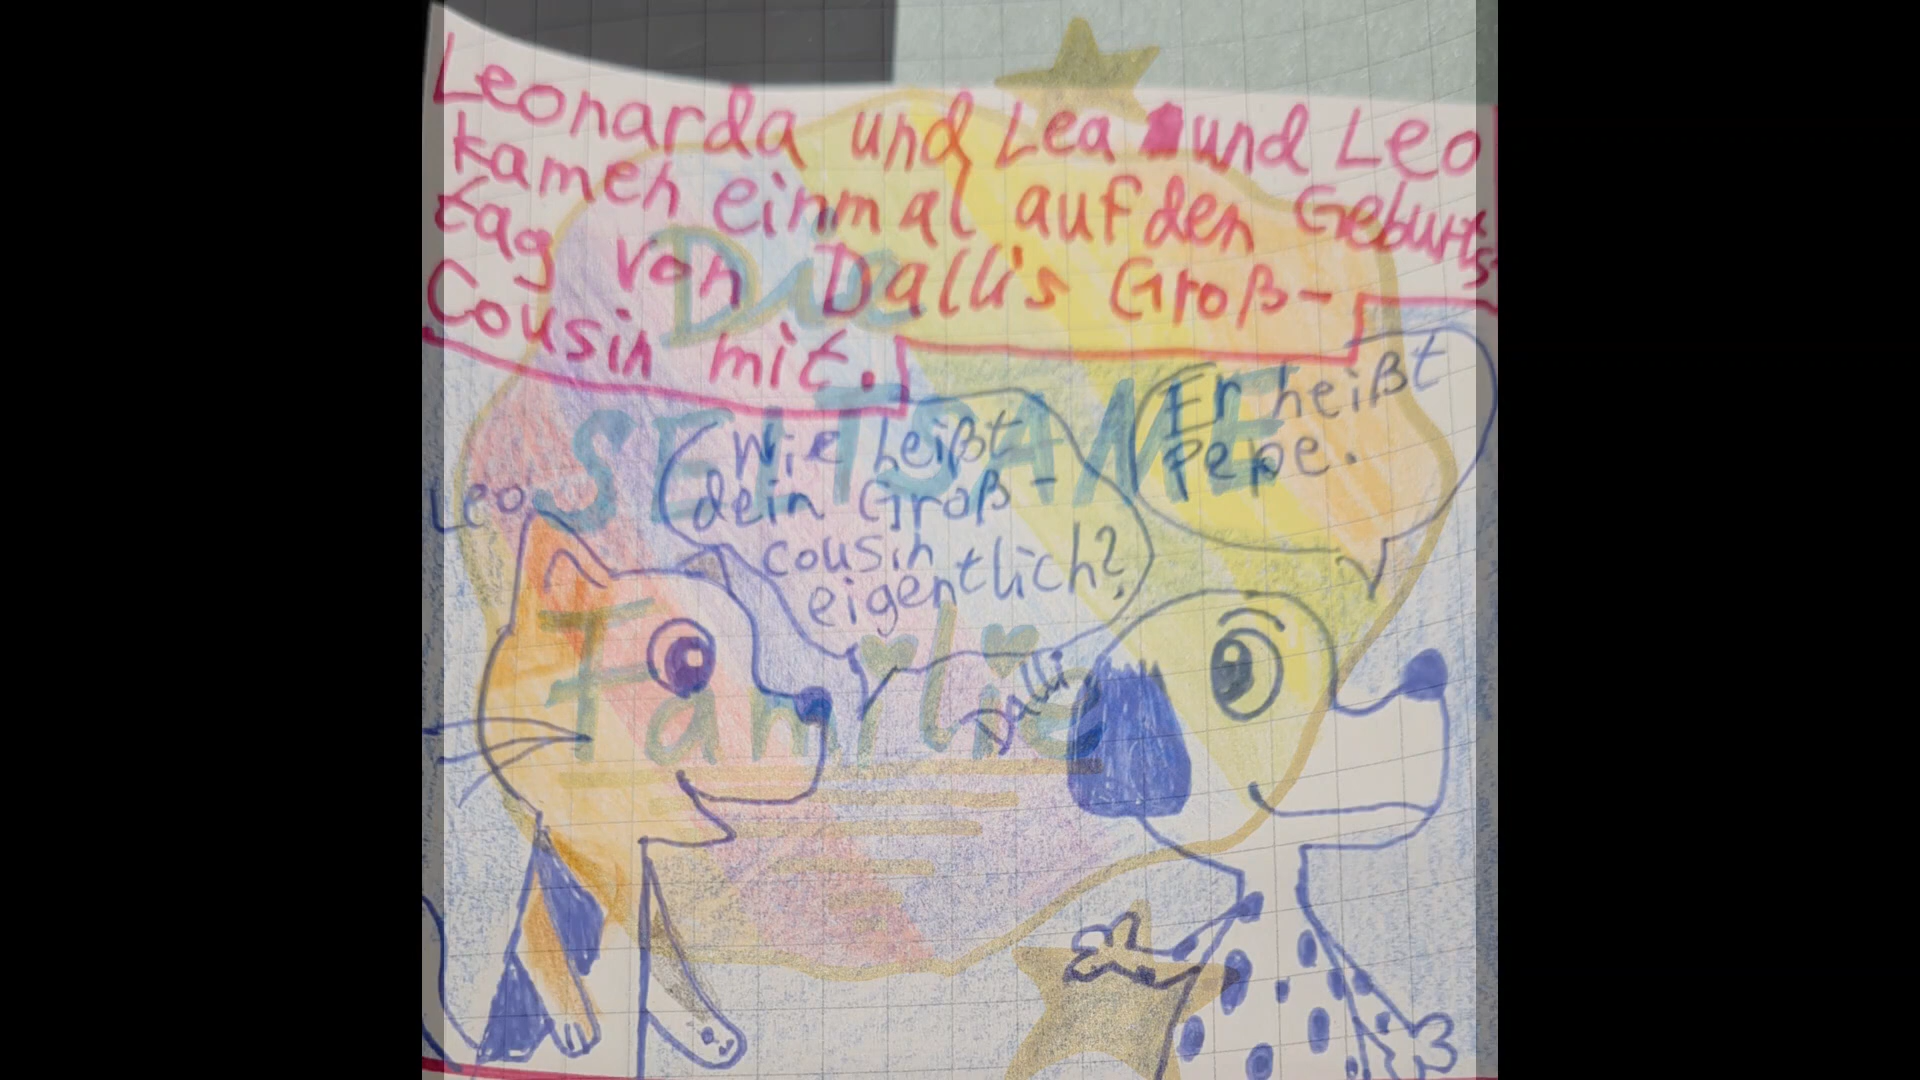 Leonarda und Lea und Leo
kamen einmal auf den Geburts
tag von Dalli's Groß-
Cousin mit.
Die
SELTSAME
Familie
Leo
Wie heißt
dein Groß-
cousin
eigentlich?
Er heißt
Pepe.
Dalli